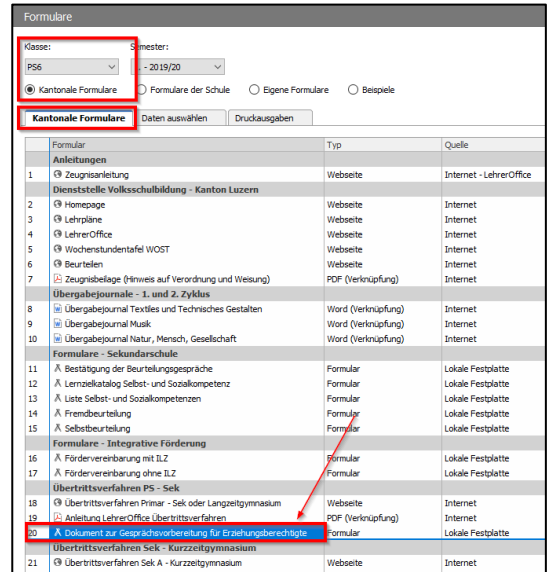 Formulare
Klasse: Semester:
PS6 - 2019/20
Kantonale Formulare Formulare der Schule Eigene Formulare Beispiele
Kantonale Formulare Daten auswählen Druckausgaben
Formular Typ Quelle
Anleitungen
1 Zeugnisanleitung Webseite Internet - LehrerOffice
Dienststelle Volksschulbildung - Kanton Luzern
2 Homepage Webseite Internet
3 Lehrpläne Webseite Internet
4 LehrerOffice Webseite Internet
5 Wochenstundentafel WOST Webseite Internet
6 Beurteilen Webseite Internet
7 Zeugnisbeilage (Hinweis auf Verordnung und Weisung) PDF (Verknüpfung) Internet
Übergabejournale - 1. und 2. Zyklus
8 Übergabejournal Textiles und Technisches Gestalten Word (Verknüpfung) Internet
9 Übergabejournal Musik Word (Verknüpfung) Internet
10 Übergabejournal Natur, Mensch, Gesellschaft Word (Verknüpfung) Internet
Formulare - Sekundarschule
11 Bestätigung der Beurteilungsgespräche Formular Lokale Festplatte
12 Lernzielkatalog Selbst- und Sozialkompetenz Formular Lokale Festplatte
13 Liste Selbst- und Sozialkompetenzen Formular Lokale Festplatte
14 Fremdbeurteilung Formular Lokale Festplatte
15 Selbstbeurteilung Formular Lokale Festplatte
Formulare - Integrative Förderung
16 Fördervereinbarung mit ILZ Formular Lokale Festplatte
17 Fördervereinbarung ohne ILZ Formular Lokale Festplatte
Übertrittsverfahren PS - Sek
18 Übertrittsverfahren Primar - Sek oder Langzeitgymnasium Webseite Internet
19 Anleitung LehrerOffice Übertrittsverfahren PDF (Verknüpfung) Internet
20 Dokument zur Gesprächsvorbereitung für Erziehungsberechtigte Formular Lokale Festplatte
Übertrittsverfahren Sek - Kurzzeitgymnasium
21 Übertrittsverfahren Sek A - Kurzzeitgymnasium Webseite Internet